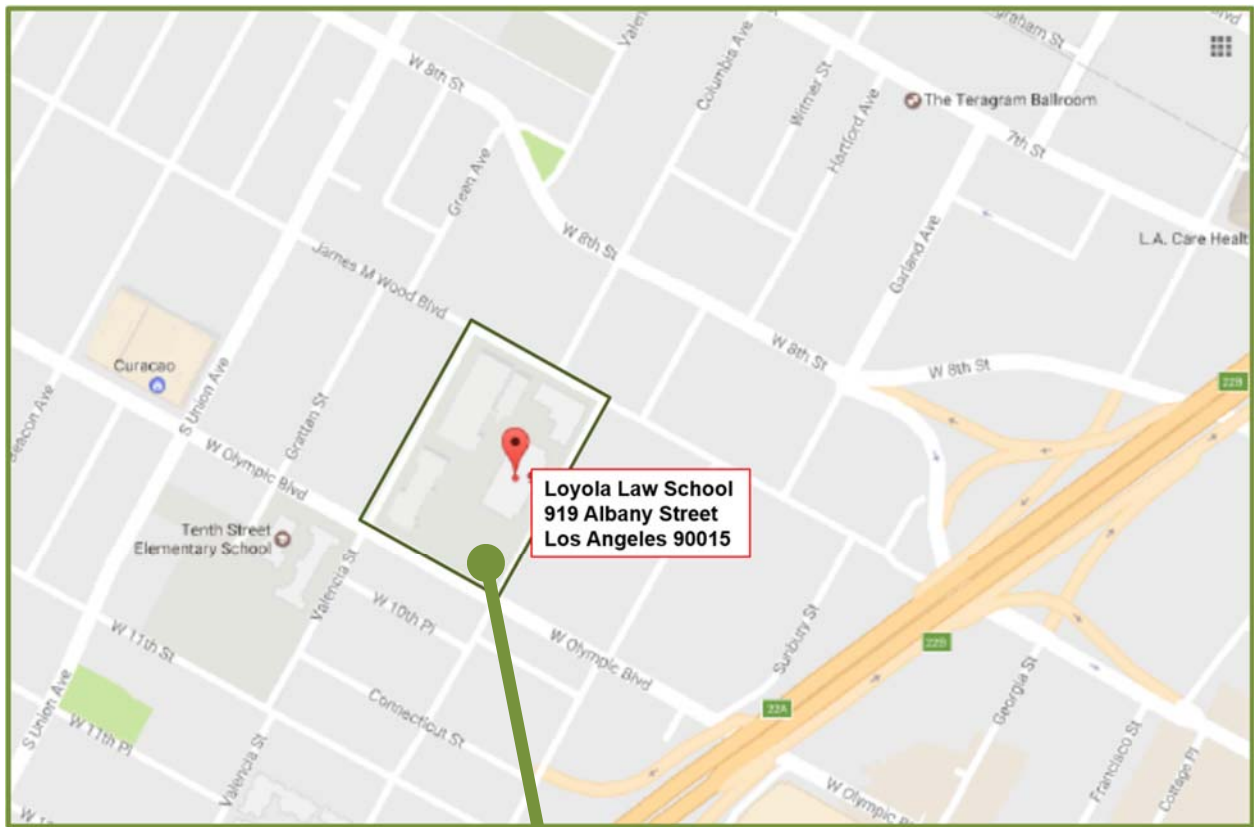 W 8th St
Columbia Ave
Witmer St
Hartford Ave
The Teragram Ballroom
7th St
Green Ave
W 8th St
Garland Ave
L.A. Care Healt
James M Wood Blvd
W 8th St
W 8th St
22B
Curacao
S Union Ave
Grattan St
W Olympic Blvd
Loyola Law School
919 Albany Street
Los Angeles 90015
Tenth Street
Elementary School
Valencia St
W 10th Pl
W 11th St
W Olympic Blvd
Sunbury St
22B
22A
Georgia St
Francisco St
Cottage Pl
Connecticut St
S Union Ave
W 11th Pl
Valencia St
W Olympic Bl